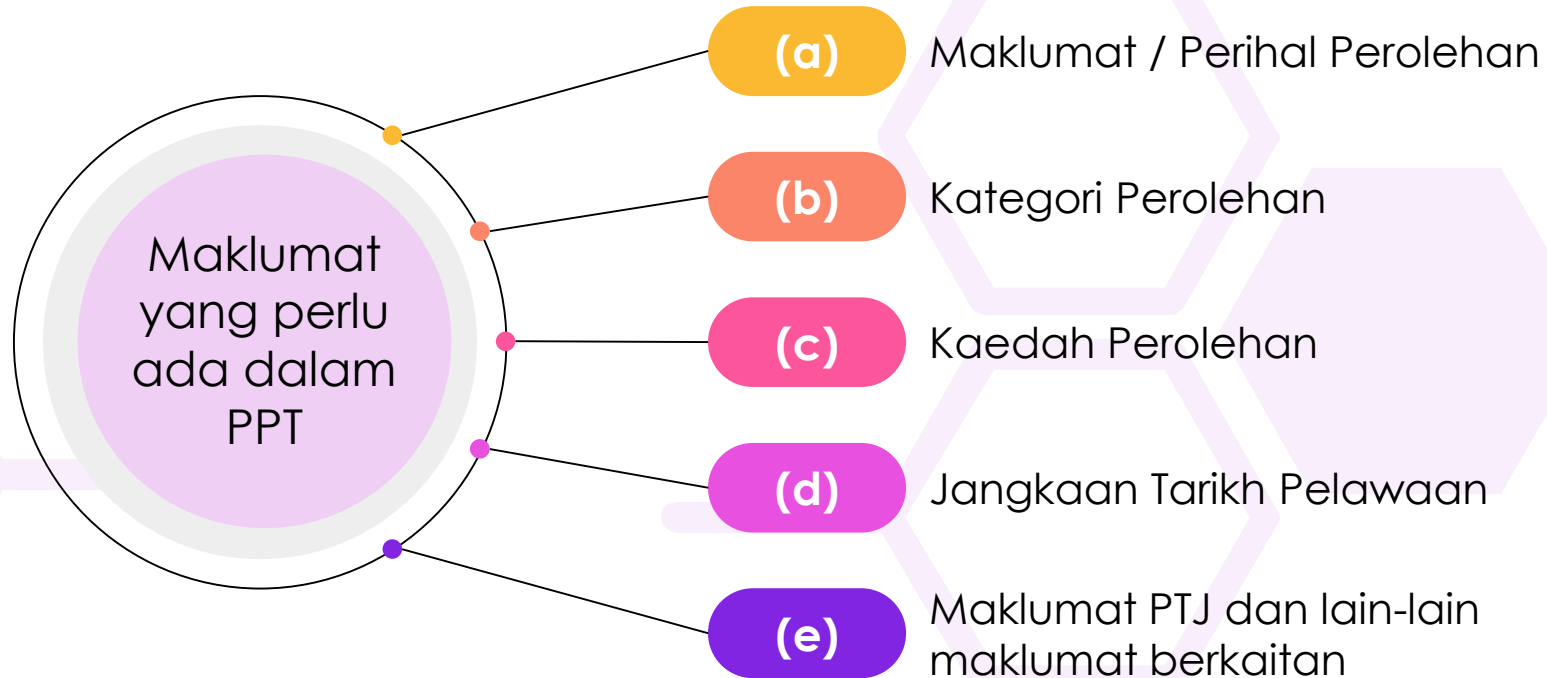 Maklumat
yang perlu
ada dalam
PPT
(a) Maklumat / Perihal Perolehan
(b) Kategori Perolehan
(c) Kaedah Perolehan
(d) Jangkaan Tarikh Pelawaan
(e) Maklumat PTJ dan lain-lain
maklumat berkaitan